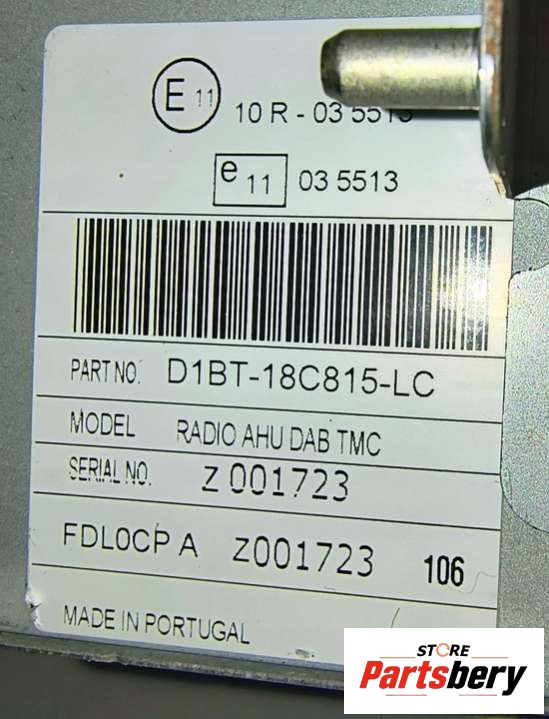 E 11
10 R - 03 5513
e 11 03 5513
PART NO. D1BT-18C815-LC
MODEL RADIO AHU DAB TMC
SERIAL NO. Z 001723
FDL0CP A Z001723 106
MADE IN PORTUGAL
STORE
Partsbery